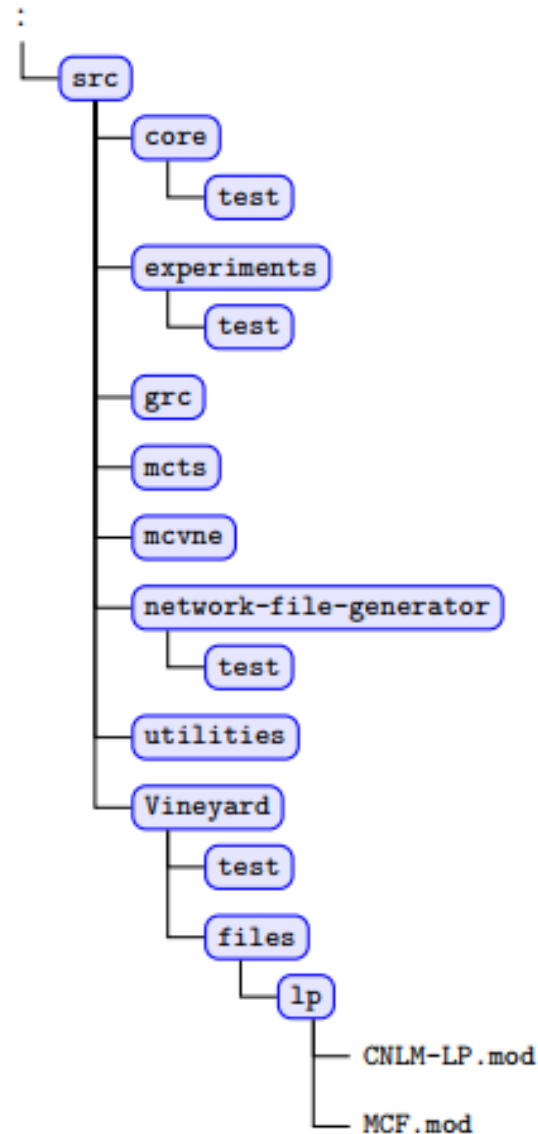 :
src
core
test
experiments
test
grc
mcts
mcvne
network-file-generator
test
utilities
Vineyard
test
files
lp
CNLM-LP.mod
MCF.mod